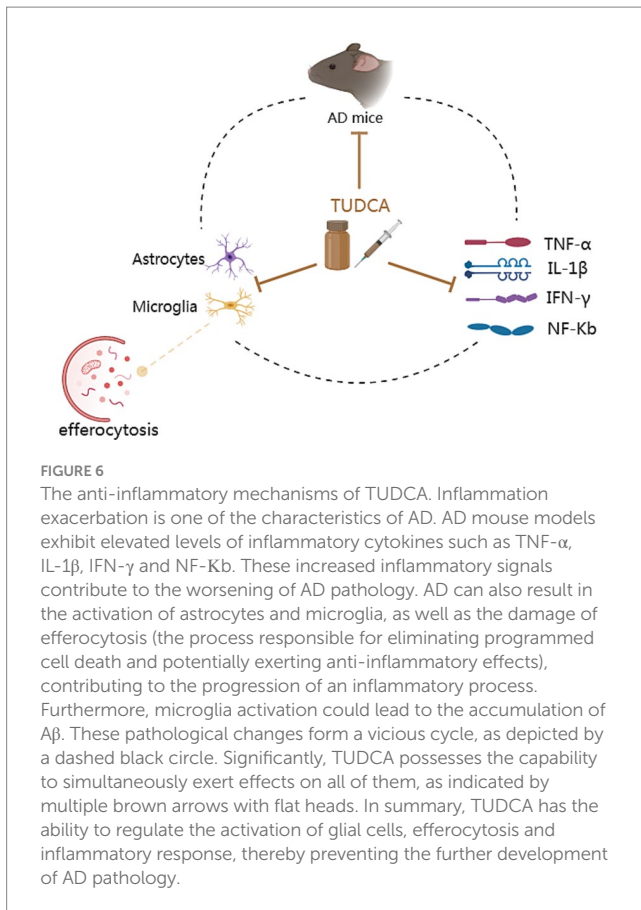 AD mice
TUDCA
Astrocytes
Microglia
efferocytosis
TNF-α
IL-1β
IFN-γ
NF-Kb
FIGURE 6
The anti-inflammatory mechanisms of TUDCA. Inflammation
exacerbation is one of the characteristics of AD. AD mouse models
exhibit elevated levels of inflammatory cytokines such as TNF-α,
IL-1β, IFN-γ and NF-Kb. These increased inflammatory signals
contribute to the worsening of AD pathology. AD can also result in
the activation of astrocytes and microglia, as well as the damage of
efferocytosis (the process responsible for eliminating programmed
cell death and potentially exerting anti-inflammatory effects),
contributing to the progression of an inflammatory process.
Furthermore, microglia activation could lead to the accumulation of
Aβ. These pathological changes form a vicious cycle, as depicted by
a dashed black circle. Significantly, TUDCA possesses the capability
to simultaneously exert effects on all of them, as indicated by
multiple brown arrows with flat heads. In summary, TUDCA has the
ability to regulate the activation of glial cells, efferocytosis and
inflammatory response, thereby preventing the further development
of AD pathology.